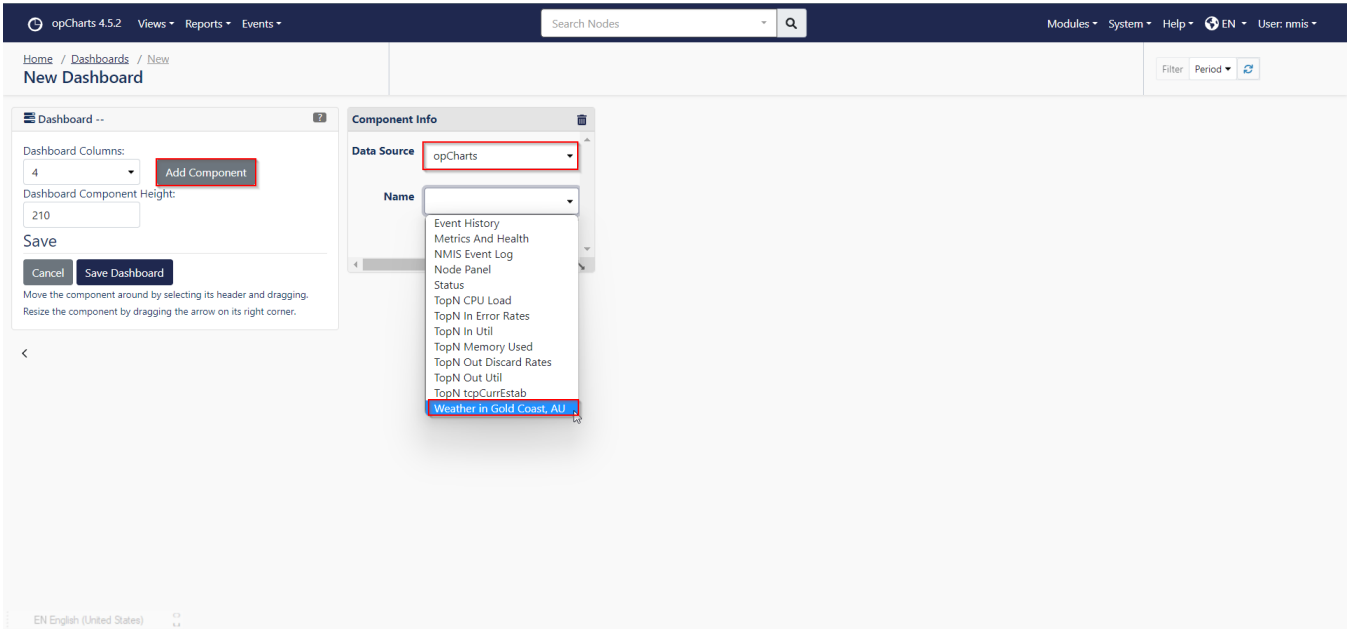 opCharts 4.5.2 Views Reports Events Search Nodes Modules System Help EN User: nmis
Home / Dashboards / New
New Dashboard
Filter Period
Dashboard --
?
Dashboard Columns:
4
Add Component
Dashboard Component Height:
210
Save
Cancel Save Dashboard
Move the component around by selecting its header and dragging.
Resize the component by dragging the arrow on its right corner.
Component Info
Data Source opCharts
Name
Event History
Metrics And Health
NMIS Event Log
Node Panel
Status
TopN CPU Load
TopN In Error Rates
TopN In Util
TopN Memory Used
TopN Out Discard Rates
TopN Out Util
TopN tcpCurrEstab
Weather in Gold Coast, AU
EN English (United States)